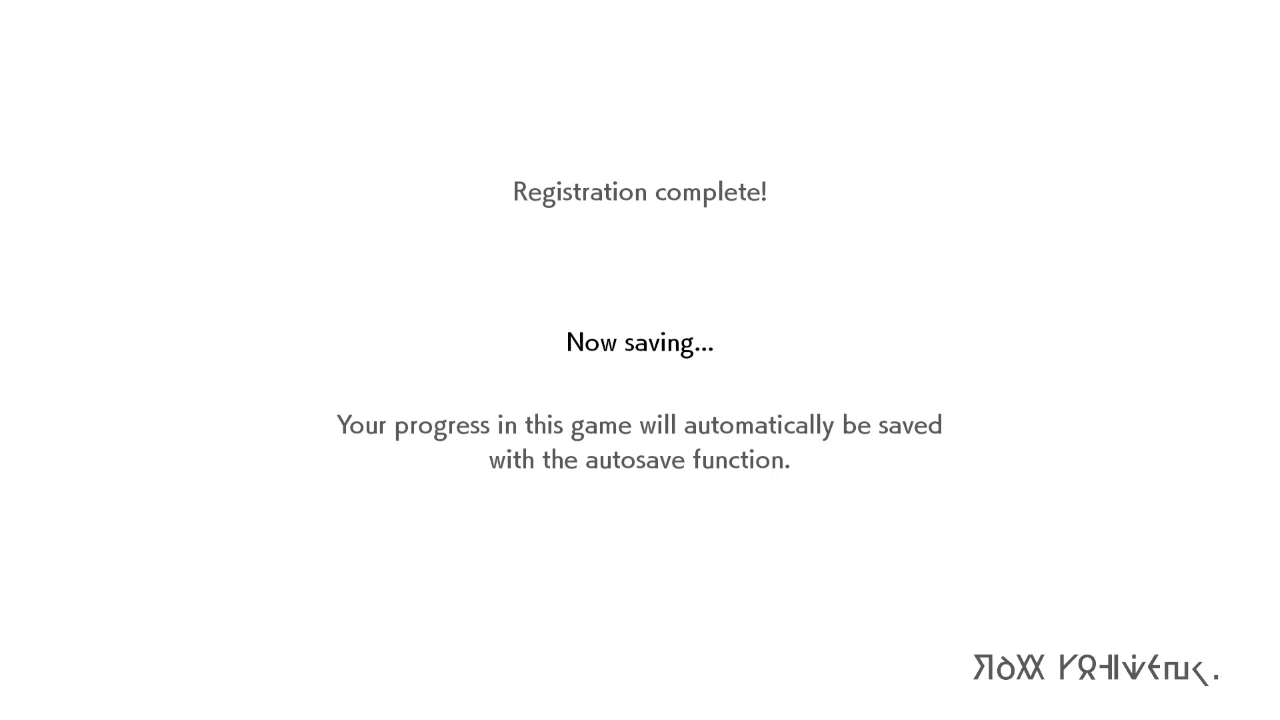 Registration complete!
Now saving...
Your progress in this game will automatically be saved
with the autosave function.